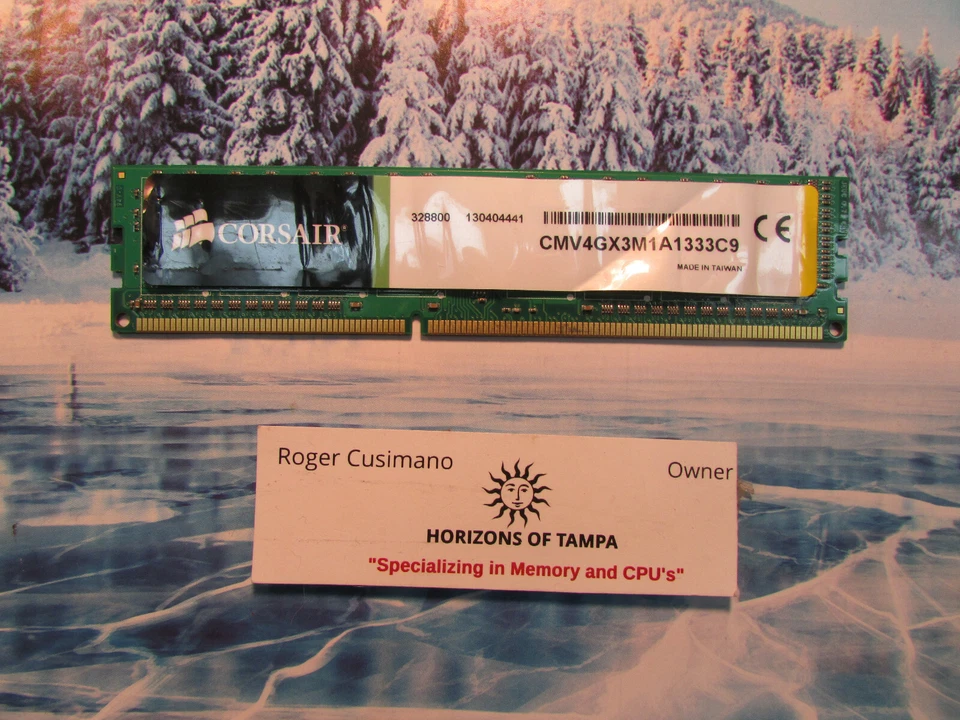 CORSAIR
328800 130404441
CMV4GX3M1A1333C9
MADE IN TAIWAN
CE
Roger Cusimano Owner
HORIZONS OF TAMPA
"Specializing in Memory and CPU's"